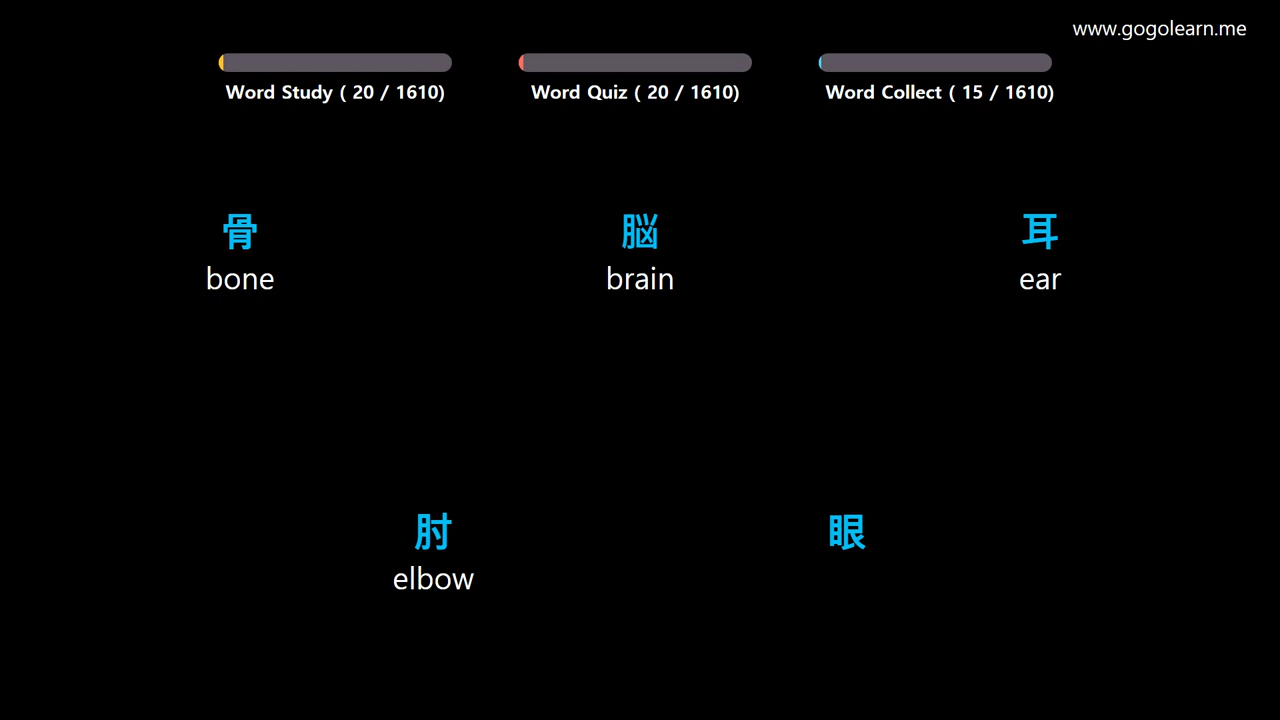 www.gogolearn.me
Word Study ( 20 / 1610)
Word Quiz ( 20 / 1610)
Word Collect ( 15 / 1610)
骨
bone
脳
brain
耳
ear
肘
elbow
眼